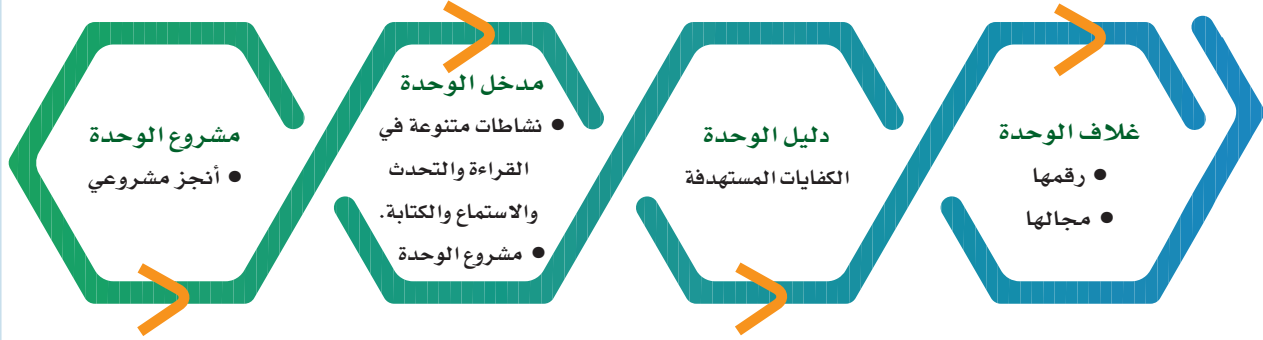 غلاف الوحدة
● رقمها
● مجالها
دليل الوحدة
الكفايات المستهدفة
مدخل الوحدة
● نشاطات متنوعة في
القراءة والتحدث
والاستماع والكتابة.
● مشروع الوحدة
مشروع الوحدة
● أنجز مشروعي